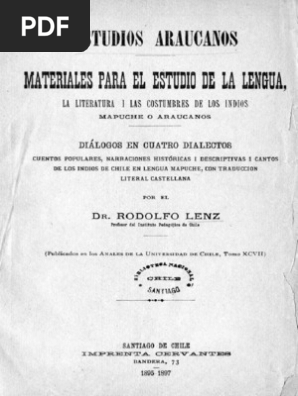 PDF
ESTUDIOS ARAUCANOS
MATERIALES PARA EL ESTUDIO DE LA LENGUA,
LA LITERATURA I LAS COSTUMBRES DE LOS INDIOS
MAPUCHE O ARAUCANOS
DIÁLOGOS EN CUATRO DIALECTOS
CUENTOS POPULARES, NARRACIONES HISTÓRICAS I DESCRIPTIVAS I CANTOS
DE LOS INDIOS DE CHILE EN LENGUA MAPUCHE, CON TRADUCCION
LITERAL CASTELLANA
POR EL
DR. RODOLFO LENZ
Profesor del Instituto Pedagójico de Chile
(Publicados en los ANALES DE LA UNIVERSIDAD DE CHILE, Tomo XCVII)
BIBLIOTECA NACIONAL
CHILE
SANTIAGO
SANTIAGO DE CHILE
IMPRENTA CERVANTES
BANDERA, 73
1895 1897